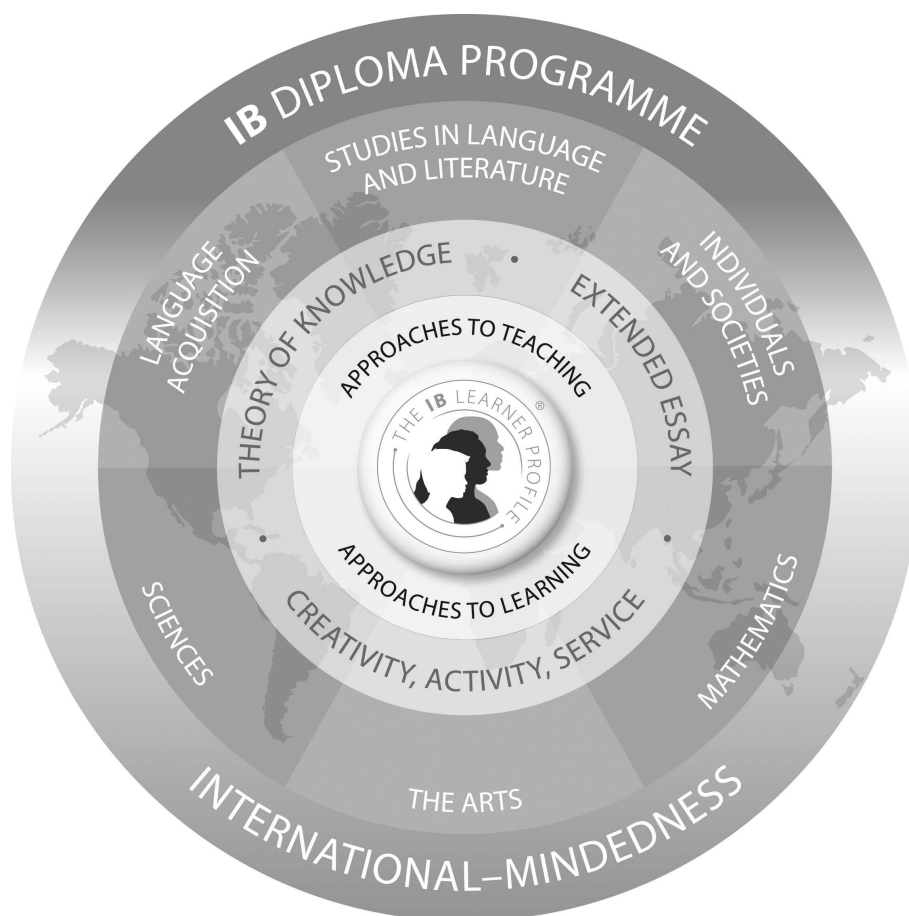 IB DIPLOMA PROGRAMME
STUDIES IN LANGUAGE
AND LITERATURE
LANGUAGE
ACQUISITION
INDIVIDUALS
AND SOCIETIES
THEORY OF KNOWLEDGE
EXTENDED ESSAY
APPROACHES TO TEACHING
THE IB LEARNER PROFILE ®
APPROACHES TO LEARNING
CREATIVITY, ACTIVITY, SERVICE
SCIENCES
MATHEMATICS
THE ARTS
INTERNATIONAL–MINDEDNESS